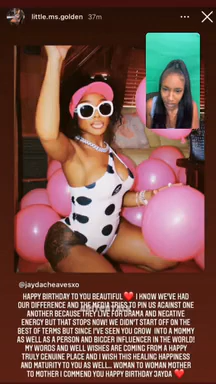 little.ms.golden 37m
@jaydacheavesxo
HAPPY BIRTHDAY TO YOU BEAUTIFUL❤️ I KNOW WE'VE HAD
OUR DIFFERENCE AND THE MEDIA TRIES TO PIN US AGAINST ONE
ANOTHER BECAUSE THEY LIVE FOR DRAMA AND NEGATIVE
ENERGY BUT THAT STOPS NOW! WE DIDN'T START OFF ON THE
BEST OF TERMS BUT SINCE I'VE SEEN YOU GROW INTO A MOMMY
AS WELL AS A PERSON AND BIGGER INFLUENCER IN THE WORLD!
MY WORDS AND WELL WISHES ARE COMING FROM A HAPPY
TRULY GENUINE PLACE AND I WISH THIS HEALING HAPPINESS
AND MATURITY TO YOU AS WELL... WOMAN TO WOMAN MOTHER
TO MOTHER I COMMEND YOU HAPPY BIRTHDAY JAYDA ❤️